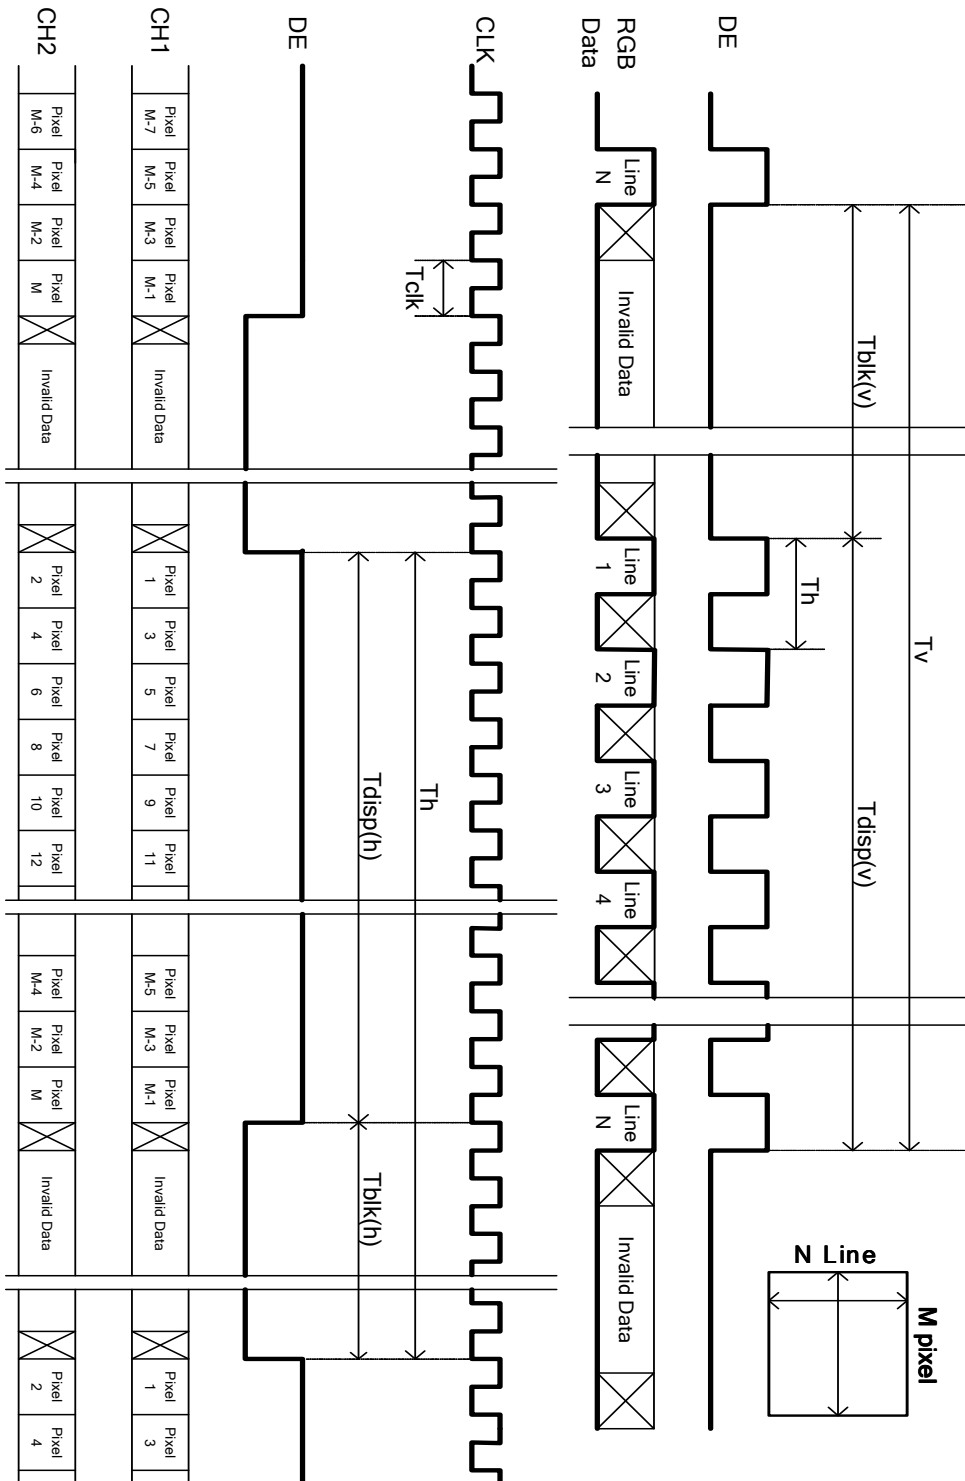 DE
Tv
Tblk(v)
Tdisp(v)
Th
N Line
M pixel
RGB
Data
Line
N
Invalid Data
Line
1
Line
2
Line
3
Line
4
Line
N
Invalid Data
CLK
Tclk
Th
Tdisp(h)
Tblk(h)
DE
CH1
Pixel
M-7
Pixel
M-5
Pixel
M-3
Pixel
M-1
Invalid Data
Pixel
1
Pixel
3
Pixel
5
Pixel
7
Pixel
9
Pixel
11
Pixel
M-5
Pixel
M-3
Pixel
M-1
Invalid Data
Pixel
1
Pixel
3
CH2
Pixel
M-6
Pixel
M-4
Pixel
M-2
Pixel
M
Invalid Data
Pixel
2
Pixel
4
Pixel
6
Pixel
8
Pixel
10
Pixel
12
Pixel
M-4
Pixel
M-2
Pixel
M
Invalid Data
Pixel
2
Pixel
4